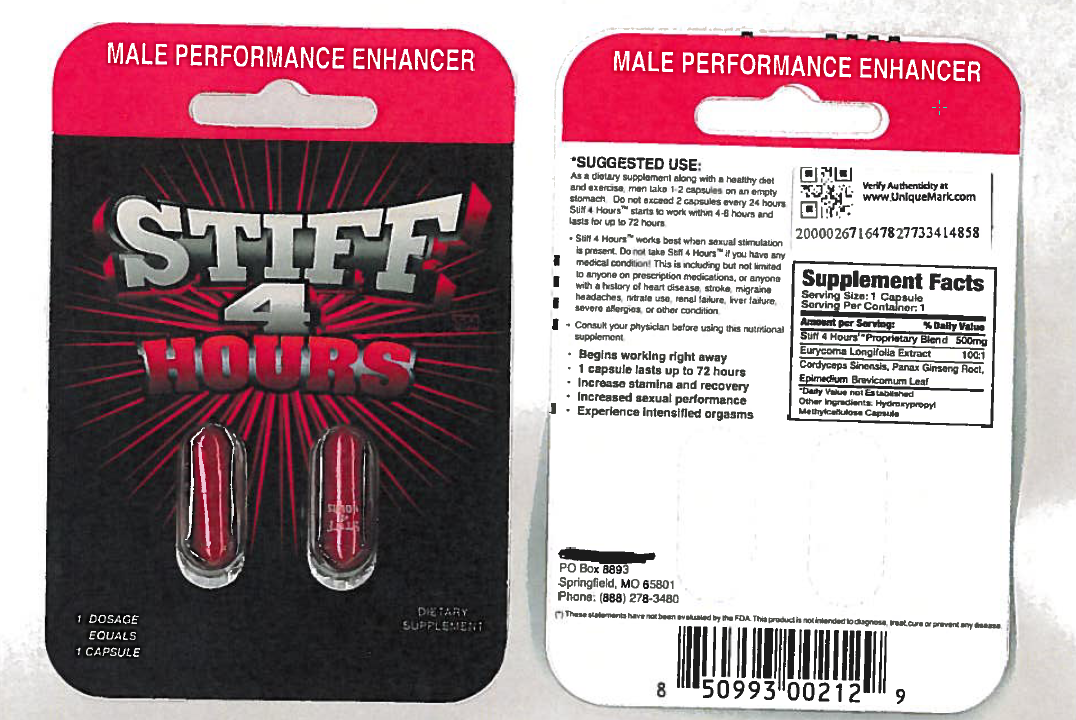 MALE PERFORMANCE ENHANCER
STIFF
4
HOURS
STIFF
4
HOURS
1 DOSAGE
EQUALS
1 CAPSULE
DIETARY
SUPPLEMENT
MALE PERFORMANCE ENHANCER
*SUGGESTED USE:
As a dietary supplement along with a healthy diet
and exercise, men take 1-2 capsules on an empty
stomach. Do not exceed 2 capsules every 24 hours
Stiff 4 Hours™ starts to work within 4-8 hours and
lasts for up to 72 hours.
• Stiff 4 Hours™ works best when sexual stimulation
is present. Do not take Stiff 4 Hours™ if you have any
medical condition! This is including but not limited
to anyone on prescription medications, or anyone
with a history of heart disease, stroke, migraine
headaches, nitrate use, renal failure, liver failure,
severe allergies, or other condition.
• Consult your physician before using this nutritional
supplement.
• Begins working right away
• 1 capsule lasts up to 72 hours
• Increase stamina and recovery
• Increased sexual performance
• Experience intensified orgasms
Verify Authenticity at
www.UniqueMark.com
20000267164782773341 4858
Supplement Facts
Serving Size: 1 Capsule
Serving Per Container: 1
Amount per Serving: % Daily Value
Stiff 4 Hours™Proprietary Blend 500mg
Eurycoma Longifolia Extract 100:1
Cordyceps Sinensis, Panax Ginseng Root,
Epimedium Brevicornum Leaf
*Daily Value not Established
Other Ingredients: Hydroxypropyl
Methylcellulose Capsule
PO Box 8893
Springfield, MO 65801
Phone: (888) 278-3480
(*) These statements have not been evaluated by the FDA. This product is not intended to diagnose, treat, cure or prevent any disease.
8 50993 00212 9